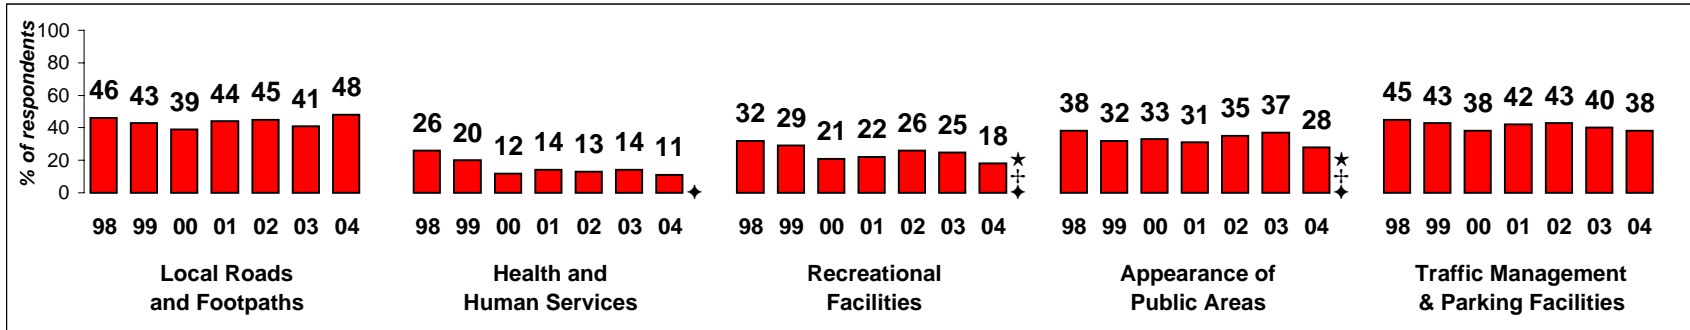 % of respondents
100
80
60
40
20
0
46 43 39 44 45 41 48
98 99 00 01 02 03 04
Local Roads
and Footpaths
26 20 12 14 13 14 11
✦
98 99 00 01 02 03 04
Health and
Human Services
32 29 21 22 26 25 18
★
✢
✦
98 99 00 01 02 03 04
Recreational
Facilities
38 32 33 31 35 37 28
★
✢
✦
98 99 00 01 02 03 04
Appearance of
Public Areas
45 43 38 42 43 40 38
98 99 00 01 02 03 04
Traffic Management
& Parking Facilities